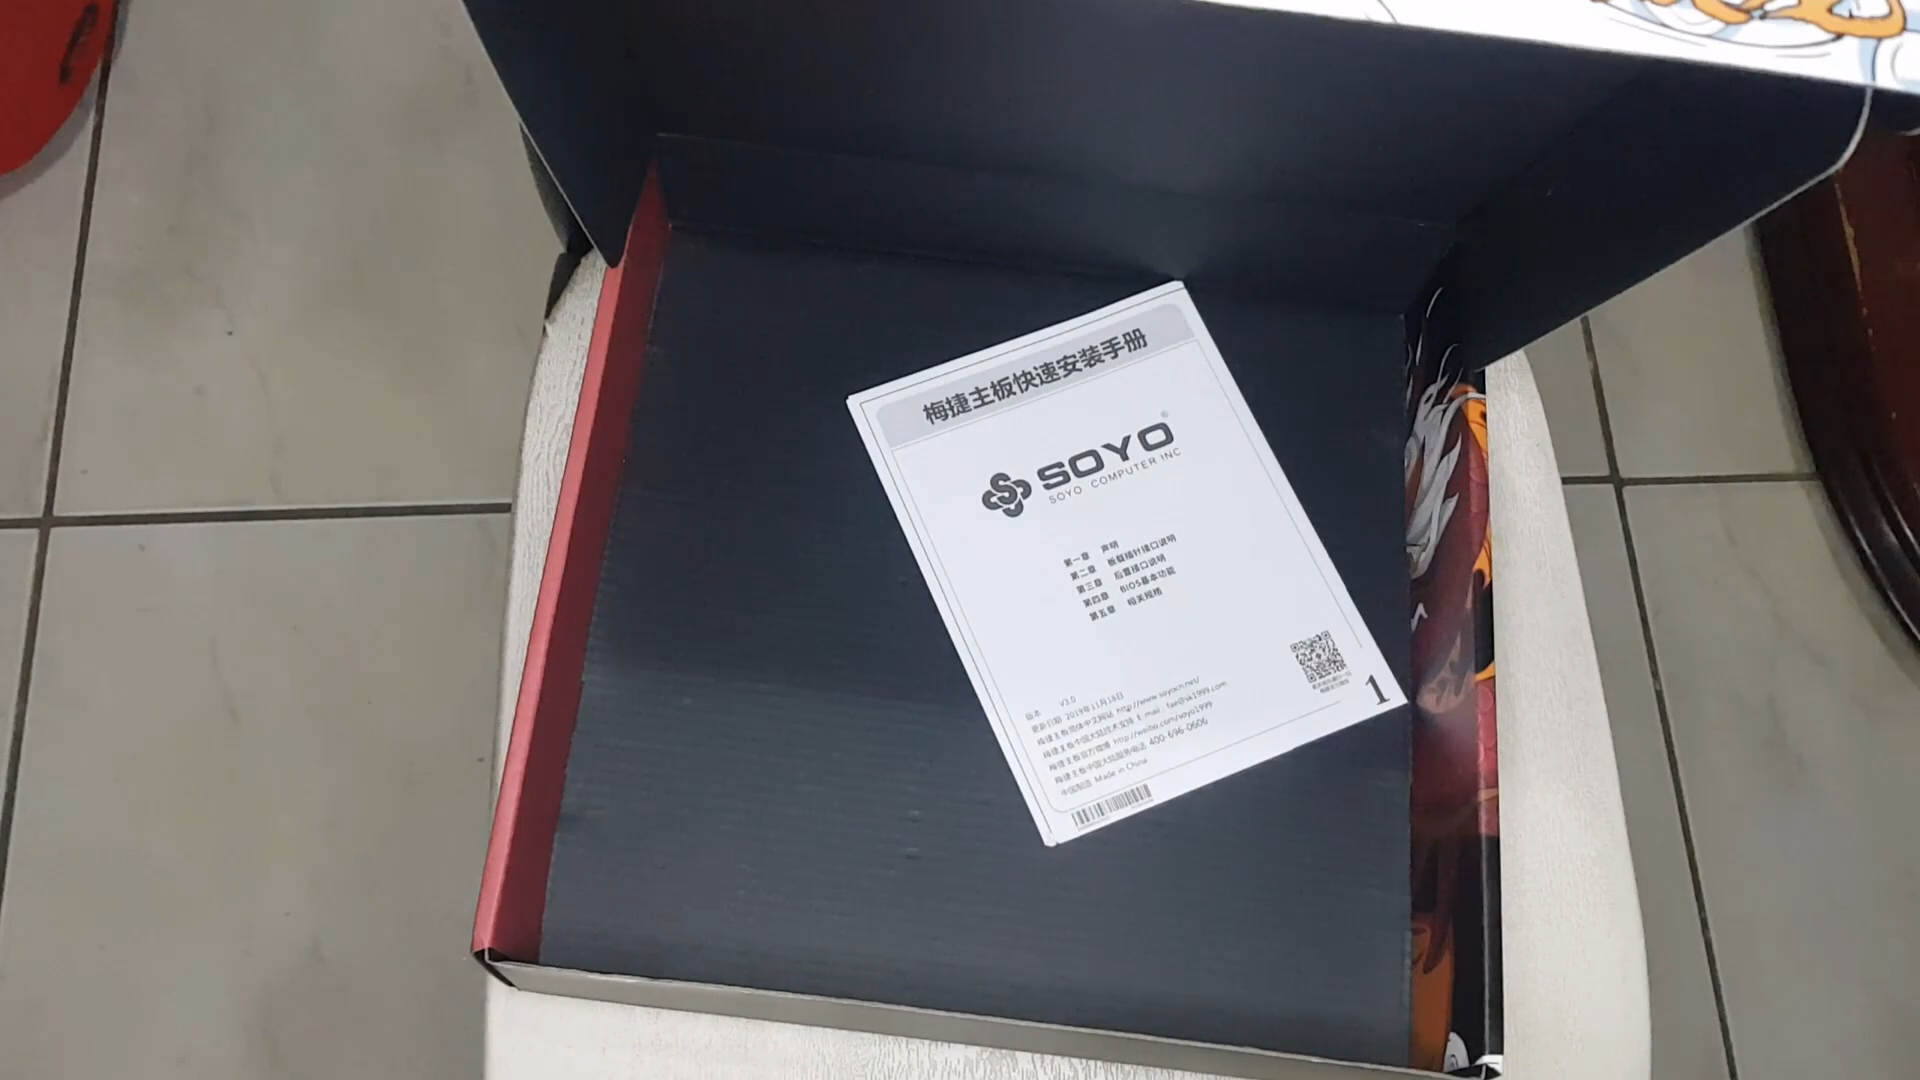 梅捷主板快速安装手册
SOYO®
SOYO COMPUTER INC
第一章 声明
第二章 板载插针接口说明
第三章 后置接口说明
第四章 BIOS基本功能
第五章 相关规格
版本 V3.0
更新日期 2019年11月18日
梅捷主板简体中文网站 http://www.soyocn.net/
梅捷主板中国大陆技术支持 E-mail：fae@sk1999.com
梅捷主板官方微博 http://weibo.com/soyo1999
梅捷主板中国大陆服务电话 400-696-0606
中国制造 Made in China
1